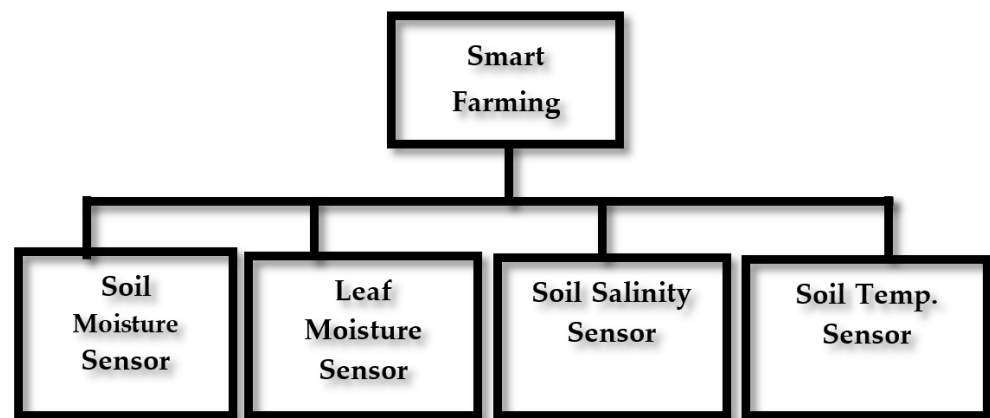 Smart
Farming
Soil
Moisture
Sensor
Leaf
Moisture
Sensor
Soil Salinity
Sensor
Soil Temp.
Sensor